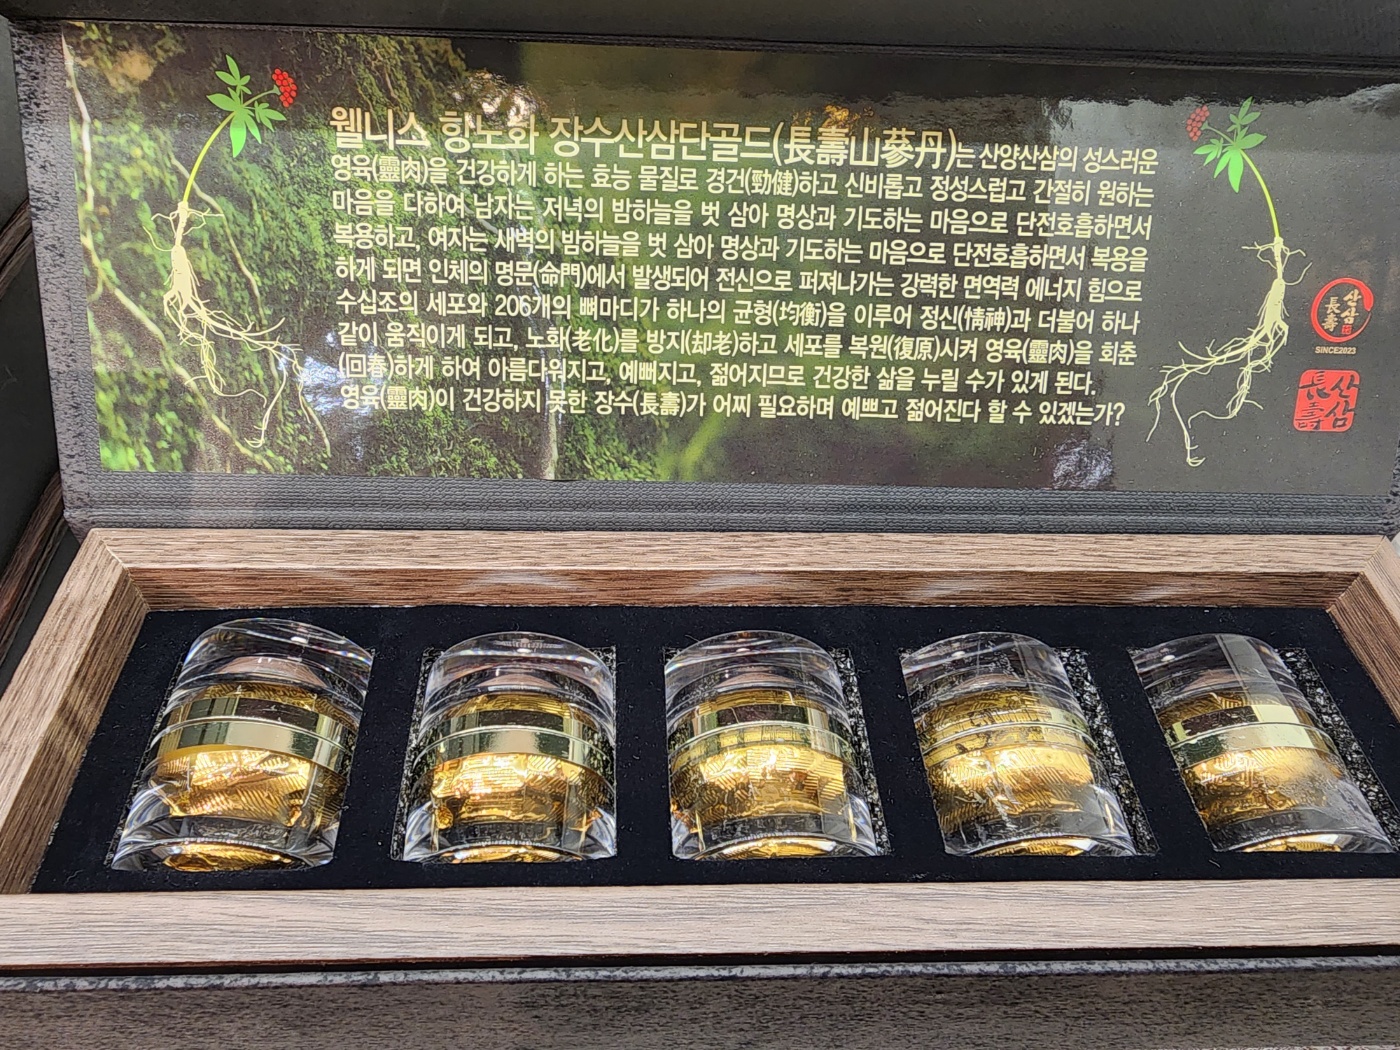 웰니스 항노화 장수산삼단골드(長壽山蔘丹)는 산양산삼의 성스러운
영육(靈肉)을 건강하게 하는 효능 물질로 경건(勁健)하고 신비롭고 정성스럽고 간절히 원하는
마음을 다하여 남자는 저녁의 밤하늘을 벗 삼아 명상과 기도하는 마음으로 단전호흡하면서
복용하고, 여자는 새벽의 밤하늘을 벗 삼아 명상과 기도하는 마음으로 단전호흡하면서 복용을
하게 되면 인체의 명문(命門)에서 발생되어 전신으로 퍼져나가는 강력한 면역력 에너지 힘으로
수십조의 세포와 206개의 뼈마디가 하나의 균형(均衡)을 이루어 정신(情神)과 더불어 하나
같이 움직이게 되고, 노화(老化)를 방지(却老)하고 세포를 복원(復原)시켜 영육(靈肉)을 회춘
(回春)하게 하여 아름다워지고, 예뻐지고, 젊어지므로 건강한 삶을 누릴 수가 있게 된다.
영육(靈肉)이 건강하지 못한 장수(長壽)가 어찌 필요하며 예쁘고 젊어진다 할 수 있겠는가?
산삼
長壽
SINCE2023
長壽
산삼